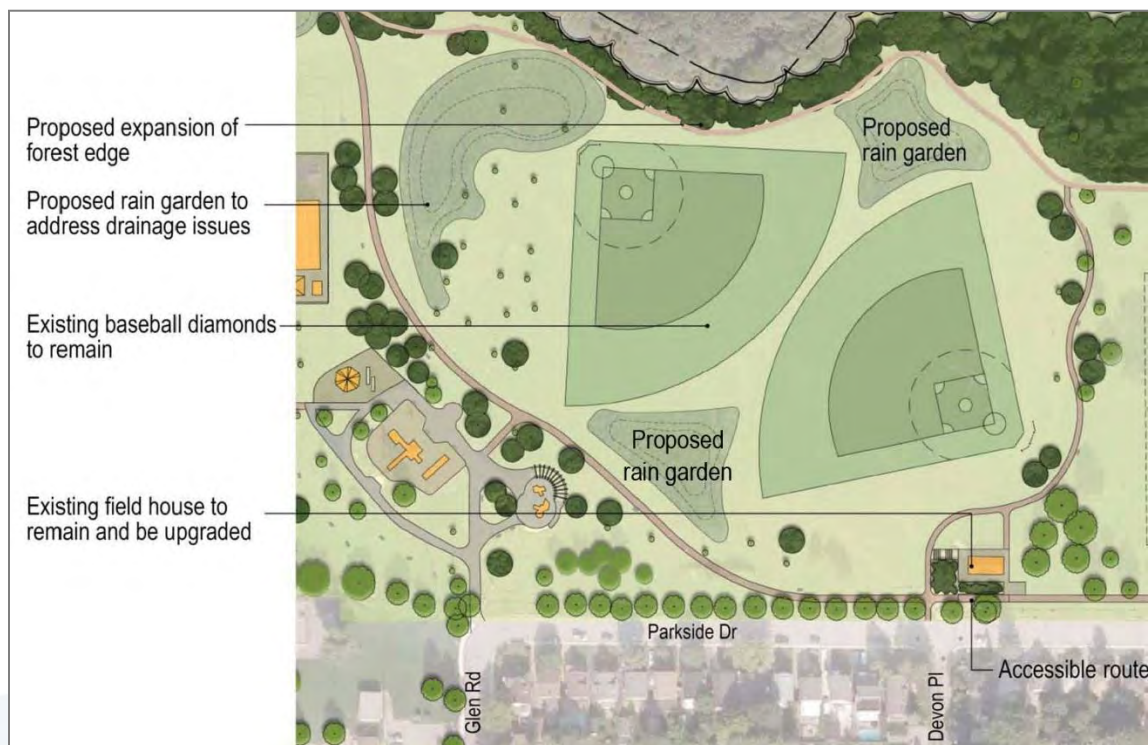 Proposed expansion of
forest edge
Proposed rain garden to
address drainage issues
Existing baseball diamonds
to remain
Existing field house to
remain and be upgraded
Proposed
rain garden
Proposed
rain garden
Parkside Dr
Glen Rd
Devon Pl
Accessible route